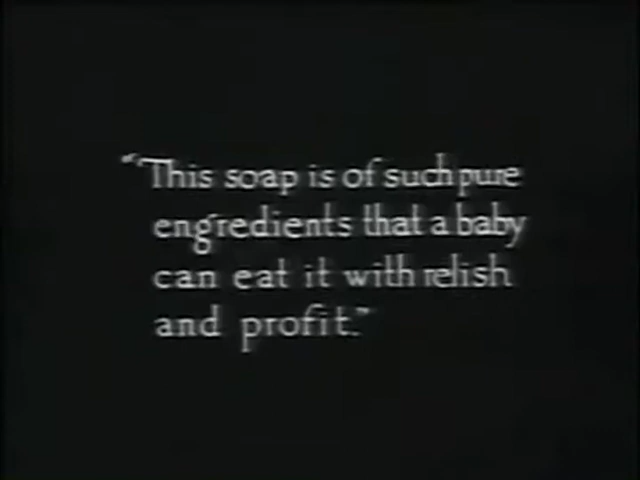 "This soap is of such pure
engredients that a baby
can eat it with relish
and profit."